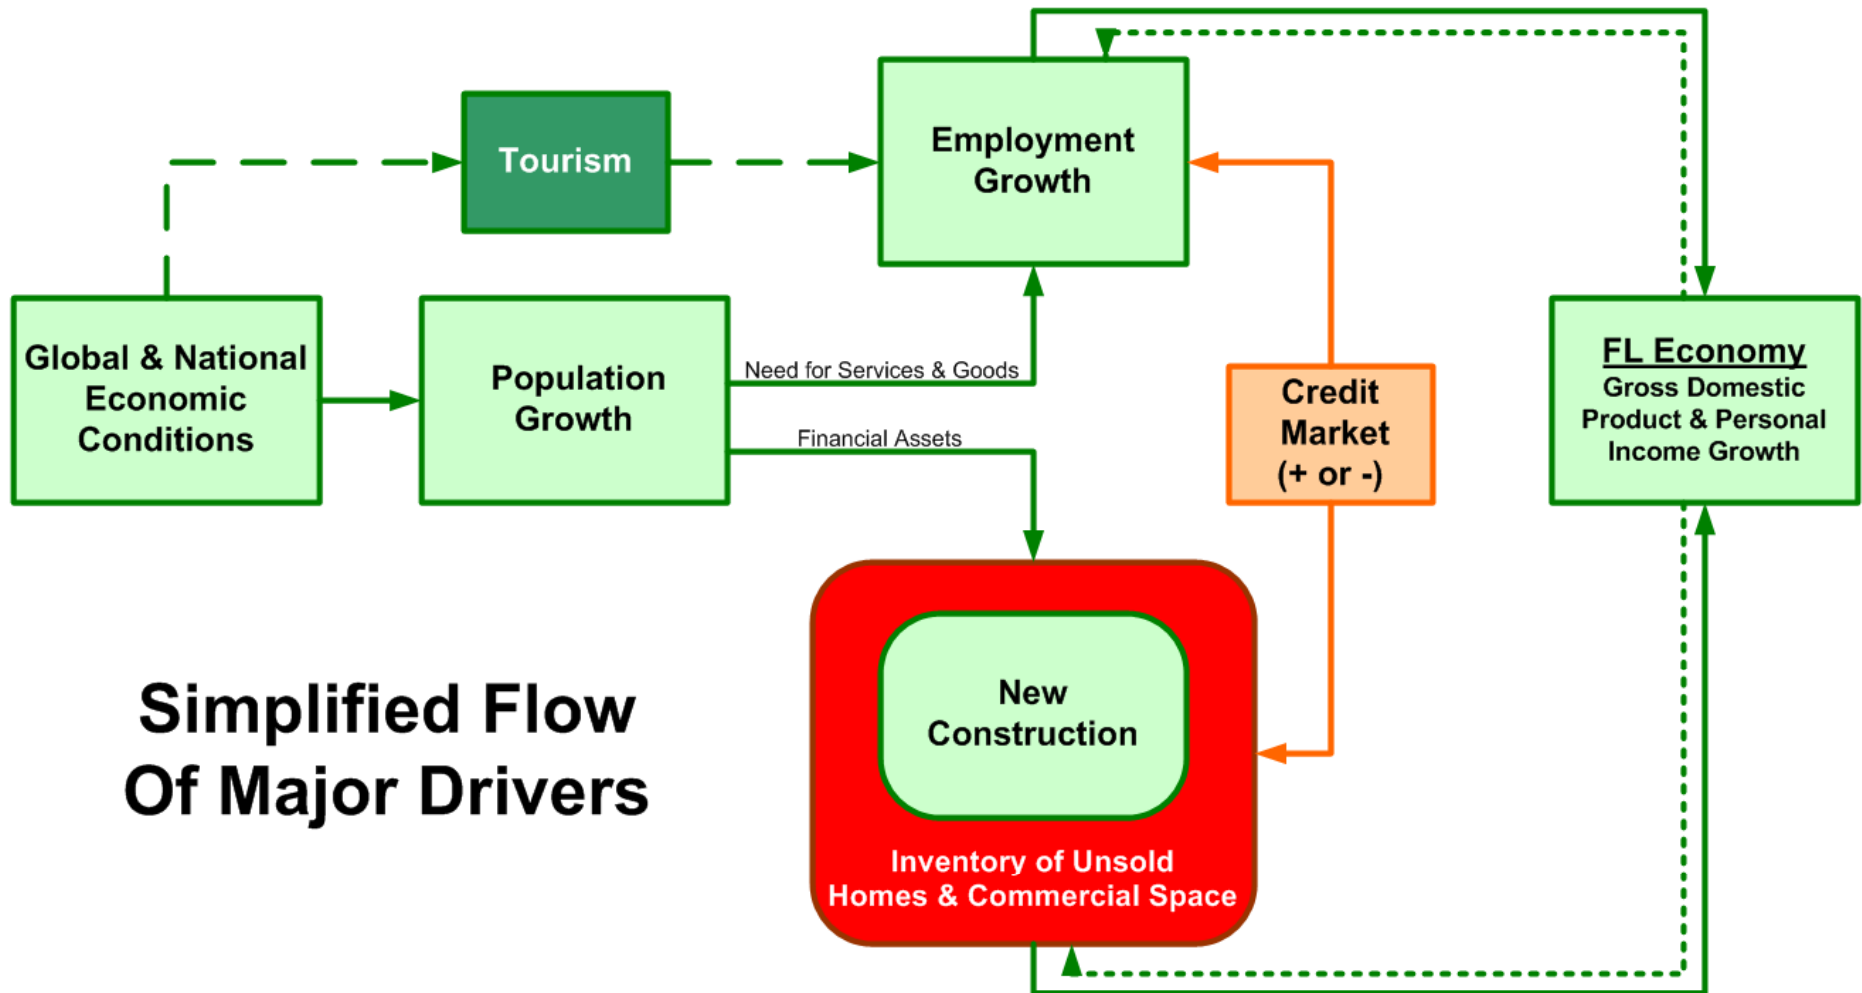 Tourism
Employment
Growth
Global & National
Economic
Conditions
Population
Growth
Need for Services & Goods
Financial Assets
Credit
Market
(+ or -)
FL Economy
Gross Domestic
Product & Personal
Income Growth
New
Construction
Inventory of Unsold
Homes & Commercial Space
Simplified Flow
Of Major Drivers